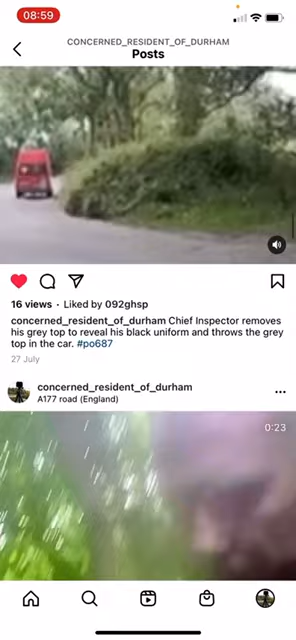 08:59
CONCERNED_RESIDENT_OF_DURHAM
Posts
16 views · Liked by 092ghsp
concerned_resident_of_durham Chief Inspector removes
his grey top to reveal his black uniform and throws the grey
top in the car. #po687
27 July
concerned_resident_of_durham
A177 road (England)
0:23